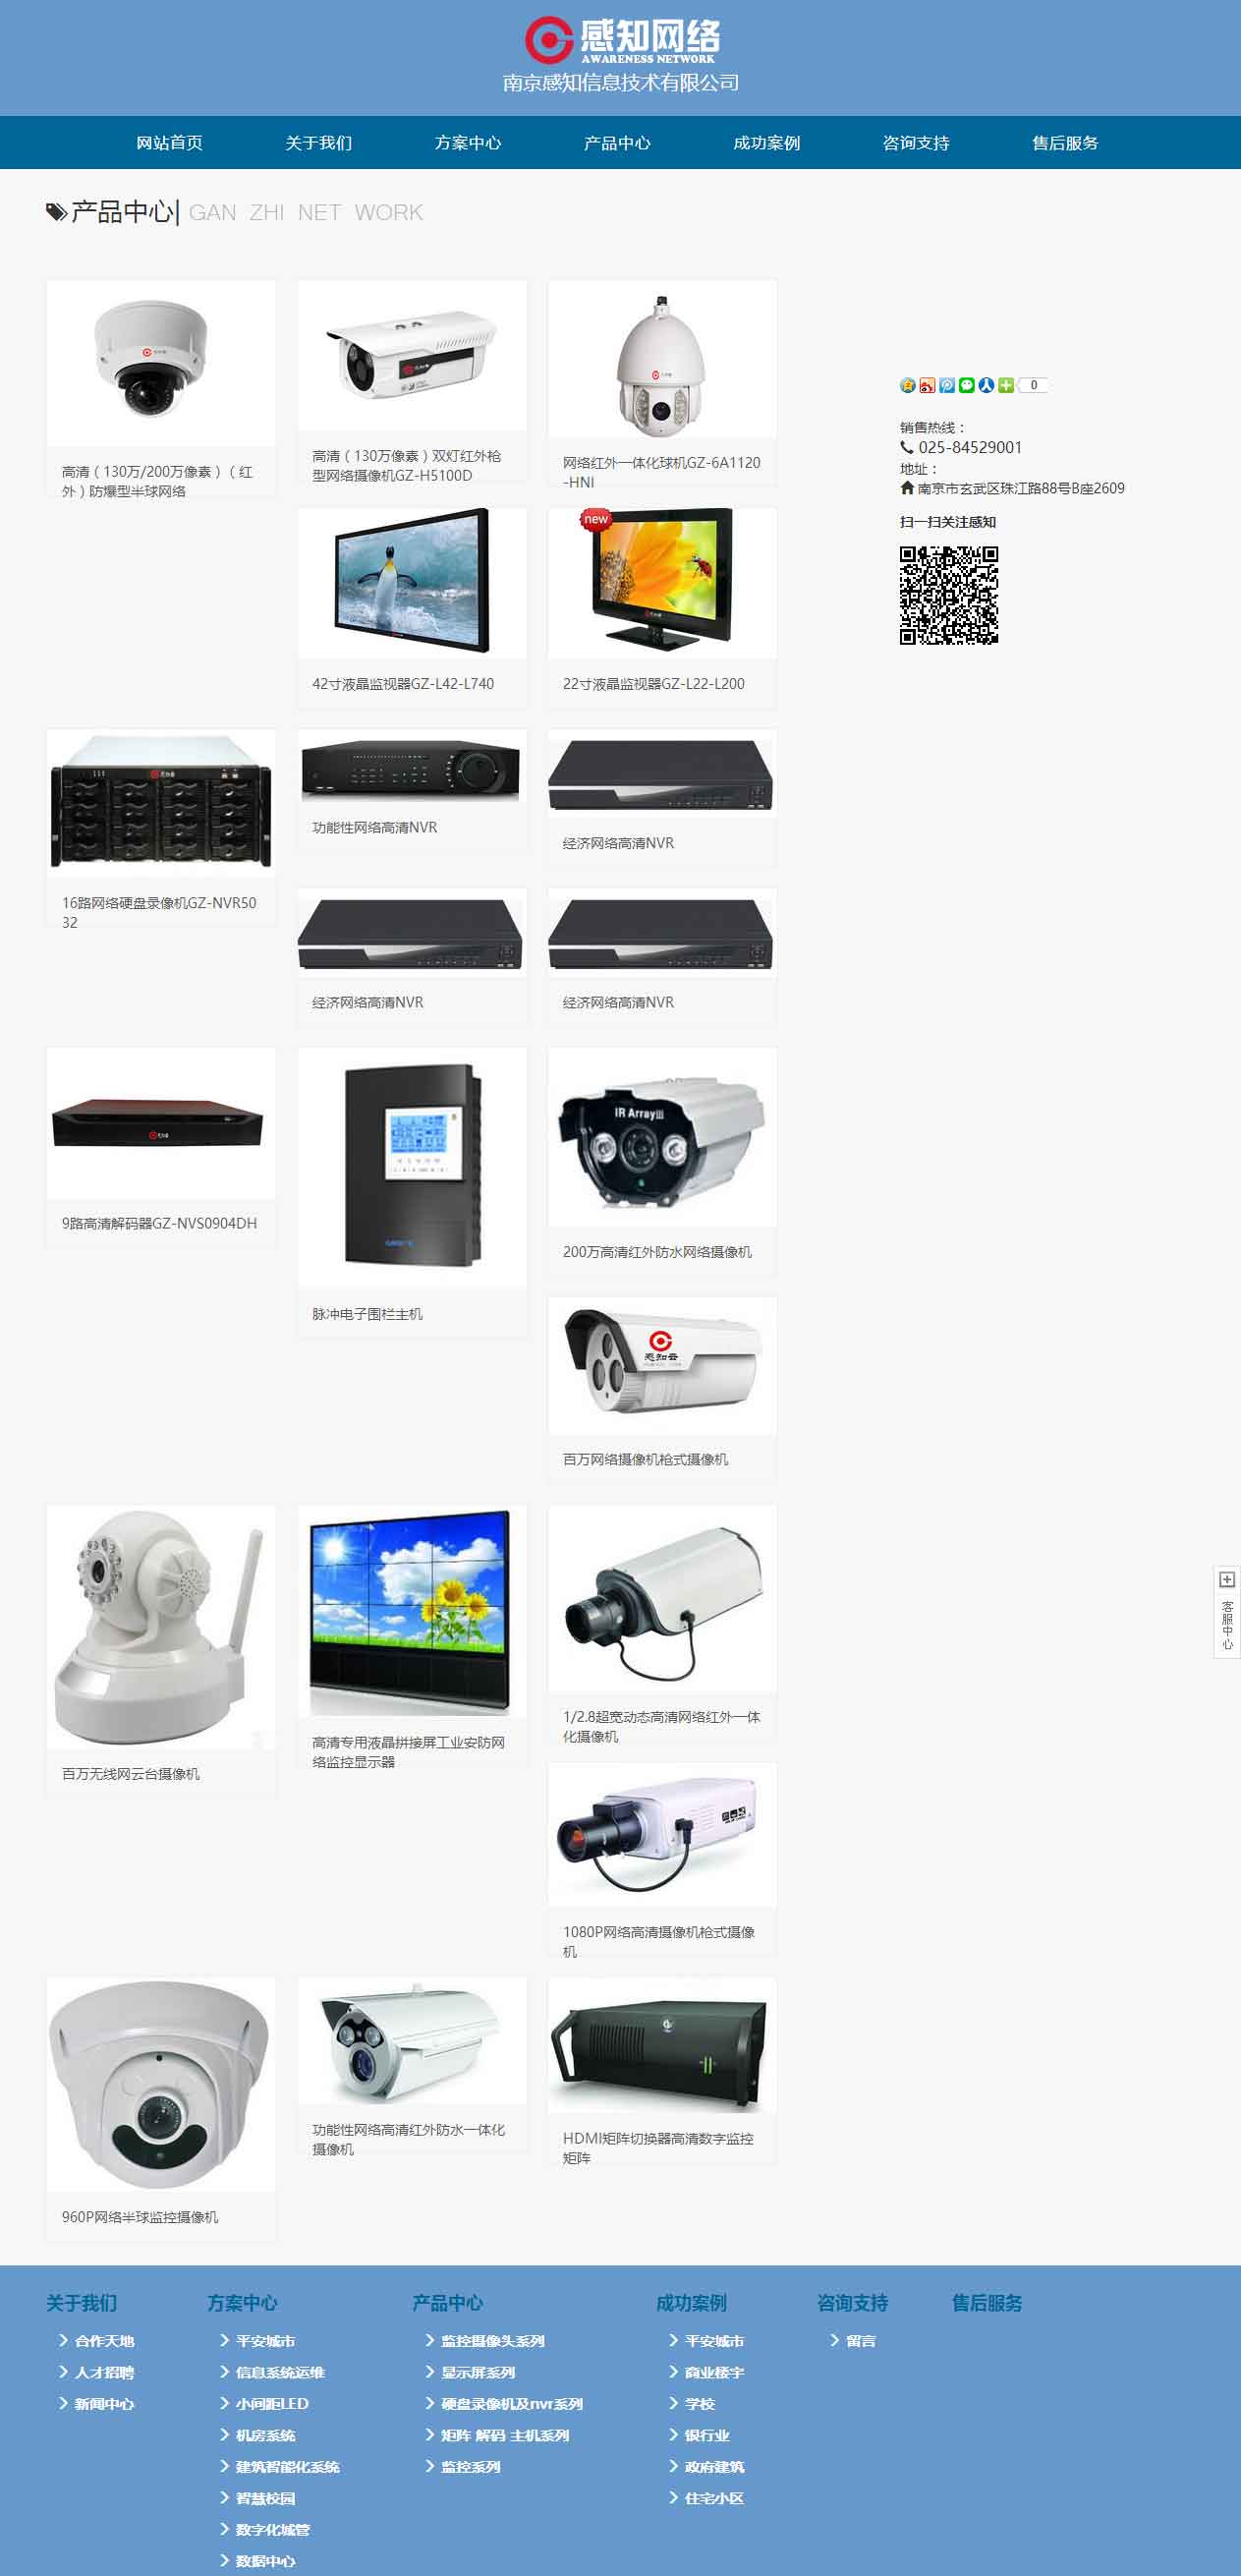 感知网络
AWARENESS NETWORK
南京感知信息技术有限公司
网站首页 关于我们 方案中心 产品中心 成功案例 咨询支持 售后服务
产品中心| GAN ZHI NET WORK
高清（130万/200万像素）（红
外）防爆型半球网络
高清（130万像素）双灯红外枪
型网络摄像机GZ-H5100D
网络红外一体化球机GZ-6A1120
-HNI
0
销售热线：
025-84529001
地址：
南京市玄武区珠江路88号B座2609
扫一扫关注感知
new
42寸液晶监视器GZ-L42-L740
22寸液晶监视器GZ-L22-L200
16路网络硬盘录像机GZ-NVR50
32
功能性网络高清NVR
经济网络高清NVR
经济网络高清NVR
经济网络高清NVR
9路高清解码器GZ-NVS0904DH
脉冲电子围栏主机
IR Array
200万高清红外防水网络摄像机
感知云
百万网络摄像机枪式摄像机
百万无线网云台摄像机
高清专用液晶拼接屏工业安防网
络监控显示器
1/2.8超宽动态高清网络红外一体
化摄像机
客服中心
1080P网络高清摄像机枪式摄像
机
960P网络半球监控摄像机
功能性网络高清红外防水一体化
摄像机
HDMI矩阵切换器高清数字监控
矩阵
关于我们
合作天地
人才招聘
新闻中心
方案中心
平安城市
信息系统运维
小间距LED
机房系统
建筑智能化系统
智慧校园
数字化城管
数据中心
产品中心
监控摄像头系列
显示屏系列
硬盘录像机及nvr系列
矩阵 解码 主机系列
监控系列
成功案例
平安城市
商业楼宇
学校
银行业
政府建筑
住宅小区
咨询支持
留言
售后服务